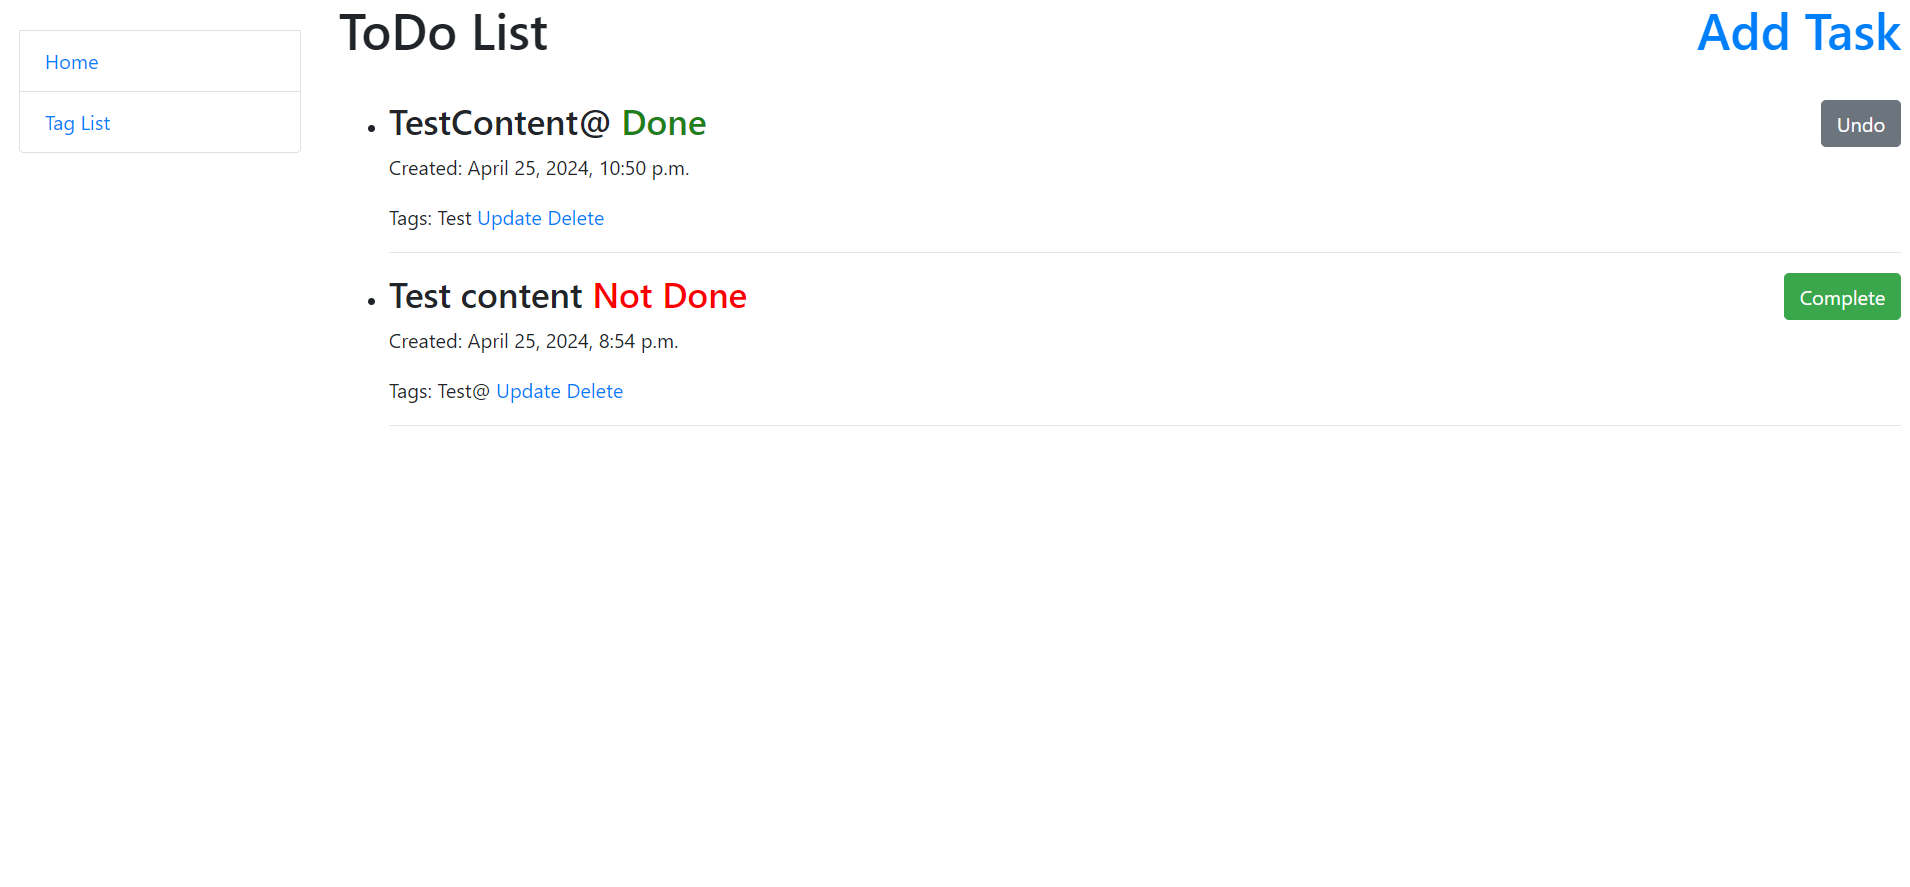 Home
Tag List
ToDo List
Add Task
TestContent@ Done
Undo
Created: April 25, 2024, 10:50 p.m.
Tags: Test Update Delete
Test content Not Done
Complete
Created: April 25, 2024, 8:54 p.m.
Tags: Test@ Update Delete